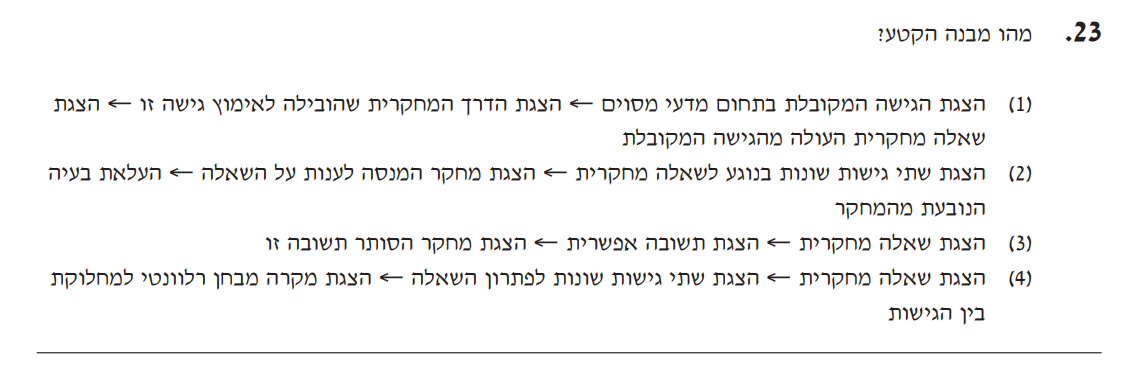 23. מהו מבנה הקטע?
(1) הצגת הגישה המקובלת בתחום מדעי מסוים ← הצגת הדרך המחקרית שהובילה לאימוץ גישה זו ← הצגת
שאלה מחקרית העולה מהגישה המקובלת
(2) הצגת שתי גישות שונות בנוגע לשאלה מחקרית ← הצגת מחקר המנסה לענות על השאלה ← העלאת בעיה
הנובעת מהמחקר
(3) הצגת שאלה מחקרית ← הצגת תשובה אפשרית ← הצגת מחקר הסותר תשובה זו
(4) הצגת שאלה מחקרית ← הצגת שתי גישות שונות לפתרון השאלה ← הצגת מקרה מבחן רלוונטי למחלוקת
בין הגישות